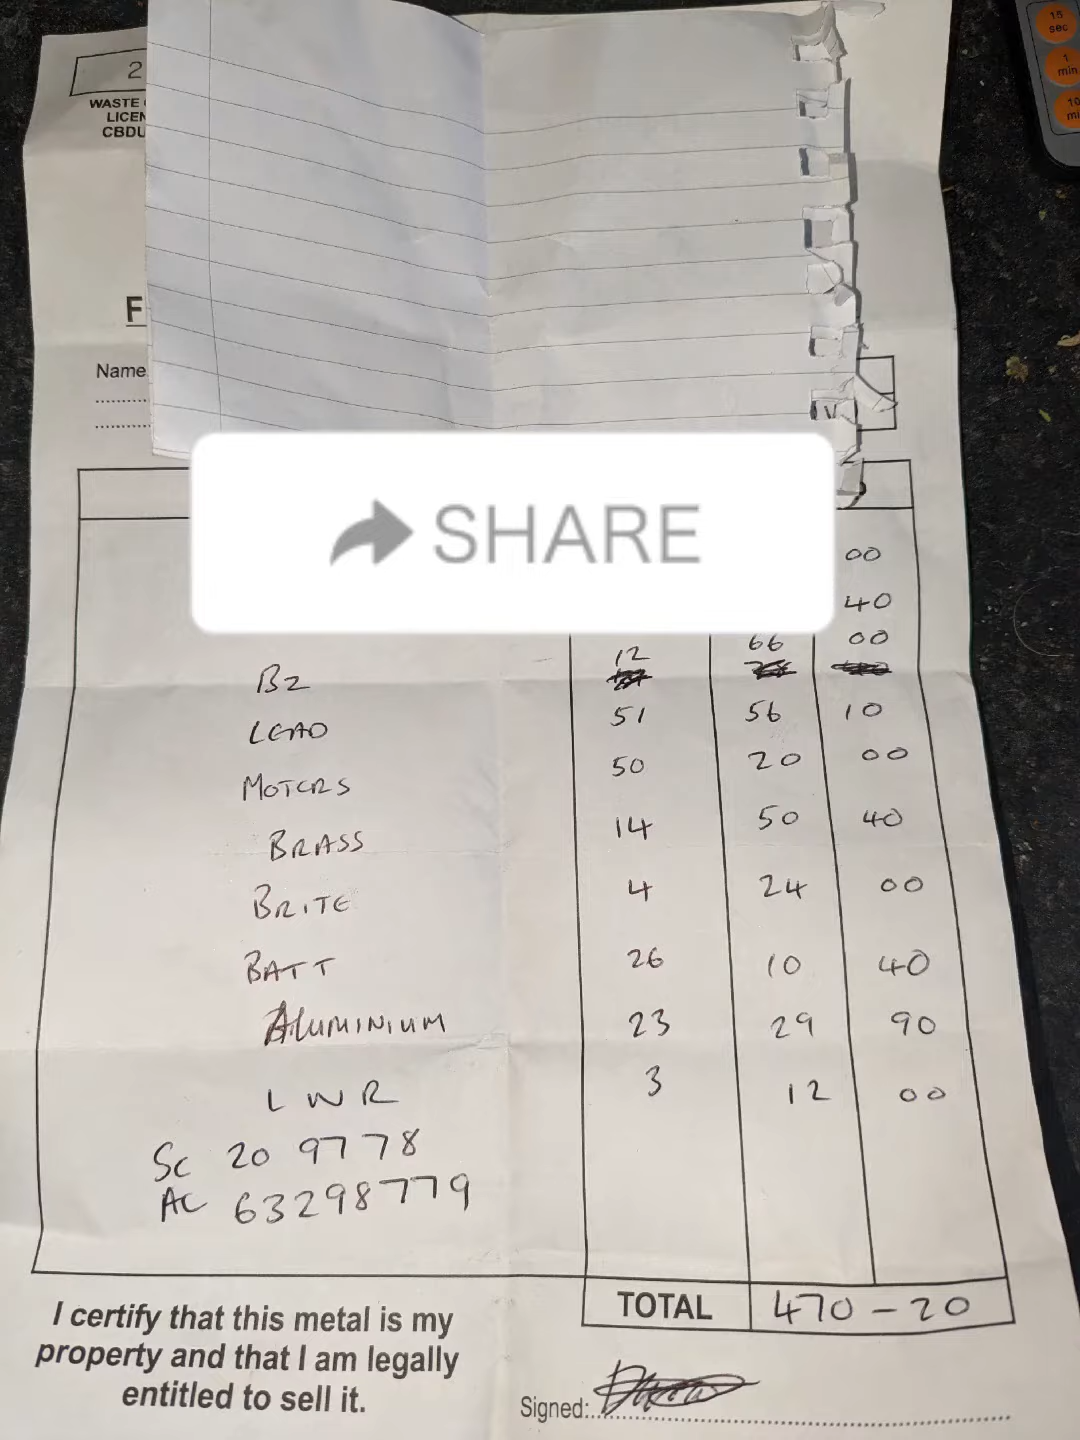 15 sec
1 min
10
2
WASTE
LICEN
CBDU
F
Name
SHARE
00
40
12 66 00
BZ
LEAD 51 56 10
MOTORS 50 20 00
BRASS 14 50 40
BRITE 4 24 00
BATT 26 10 40
ALUMINIUM 23 29 90
LWR 3 12 00
SC 20 9778
AC 63298779
TOTAL 470-20
I certify that this metal is my
property and that I am legally
entitled to sell it.
Signed: